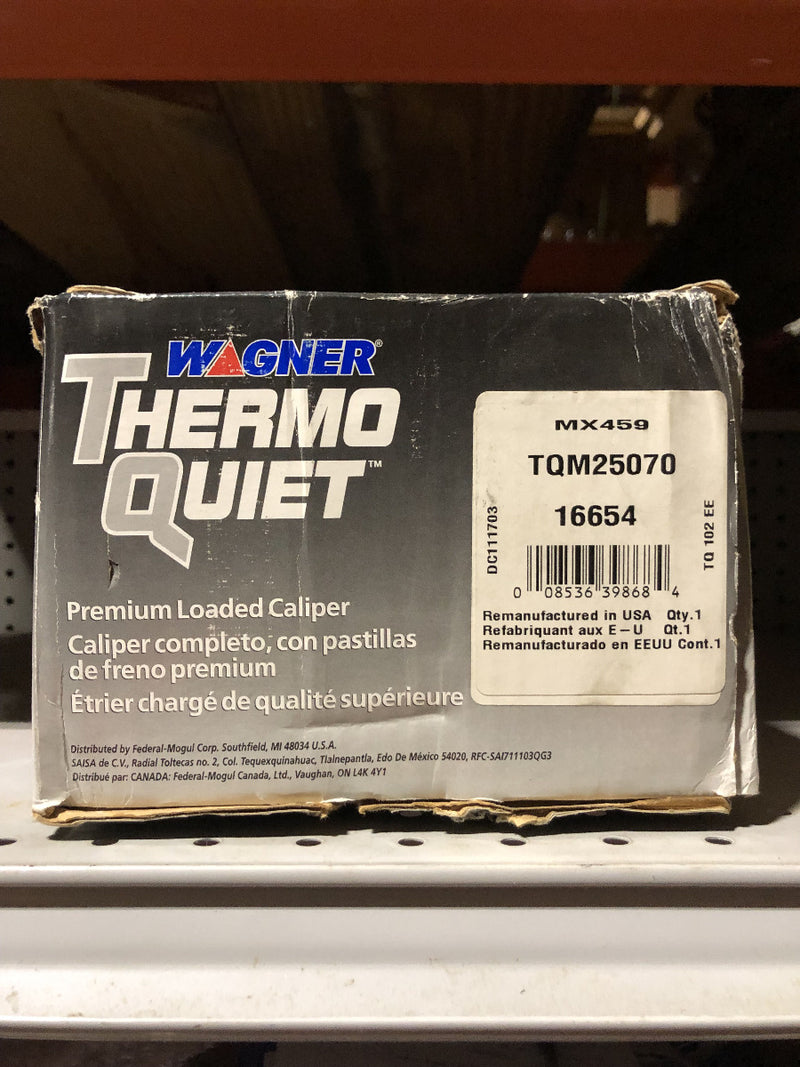 WAGNER®
THERMO
QUIET™
Premium Loaded Caliper
Caliper completo, con pastillas
de freno premium
Étrier chargé de qualité supérieure
Distributed by Federal-Mogul Corp. Southfield, MI 48034 U.S.A.
SAISA de C.V., Radial Toltecas no. 2, Col. Tequexquinahuac, Tlalnepantla, Edo De México 54020, RFC-SAI711103QG3
Distribué par: CANADA: Federal-Mogul Canada, Ltd., Vaughan, ON L4K 4Y1
MX459
TQM25070
16654
DC111703
TQ 102 EE
0 08536 39868 4
Remanufactured in USA Qty.1
Refabriquant aux E-U Qt.1
Remanufacturado en EEUU Cont.1